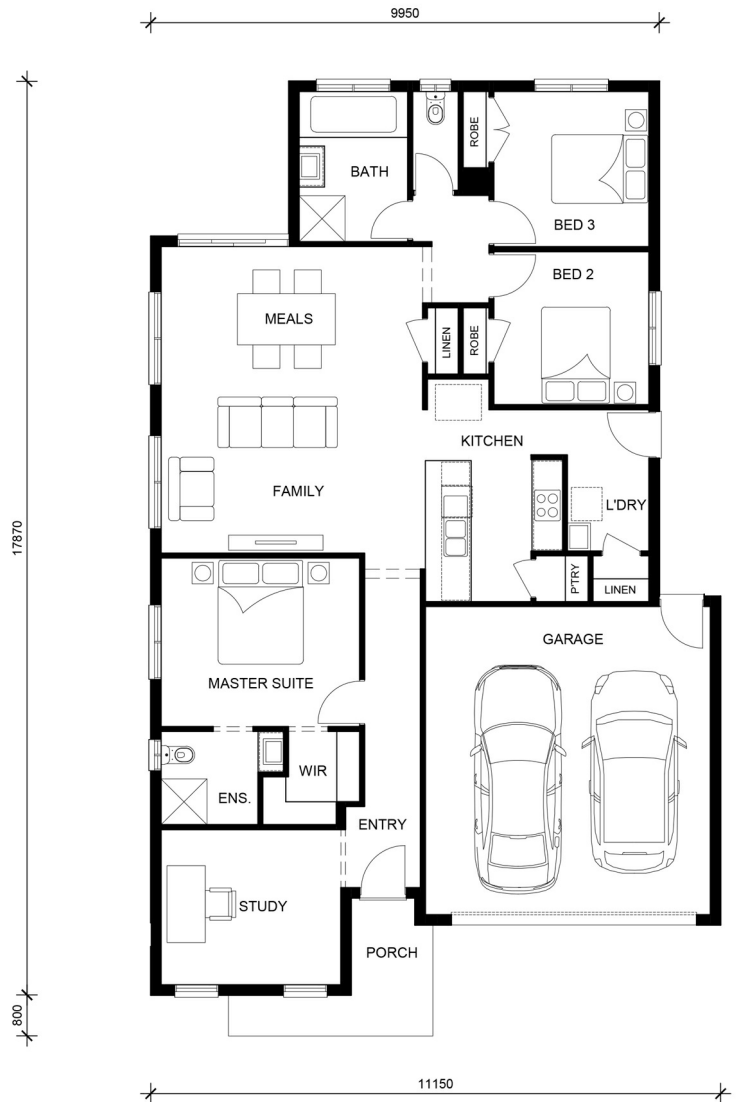 9950
ROBE
BATH
BED 3
BED 2
MEALS
LINEN
ROBE
KITCHEN
FAMILY
L'DRY
17870
P'TRY
LINEN
GARAGE
MASTER SUITE
WIR
ENS.
ENTRY
STUDY
PORCH
800
11150